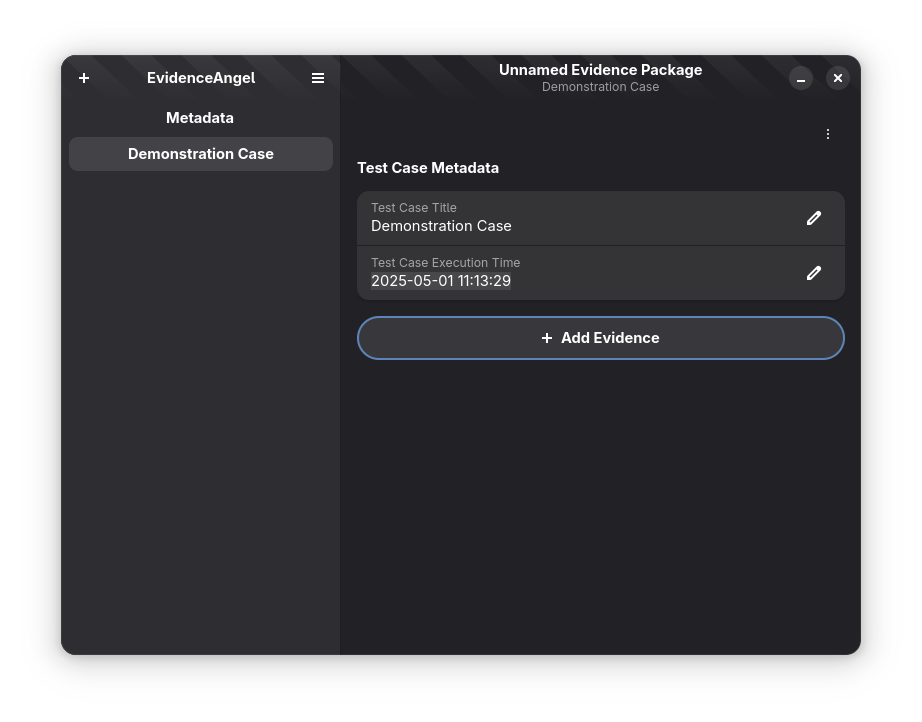 EvidenceAngel
Metadata
Demonstration Case
Unnamed Evidence Package
Demonstration Case
Test Case Metadata
Test Case Title
Demonstration Case
Test Case Execution Time
2025-05-01 11:13:29
Add Evidence